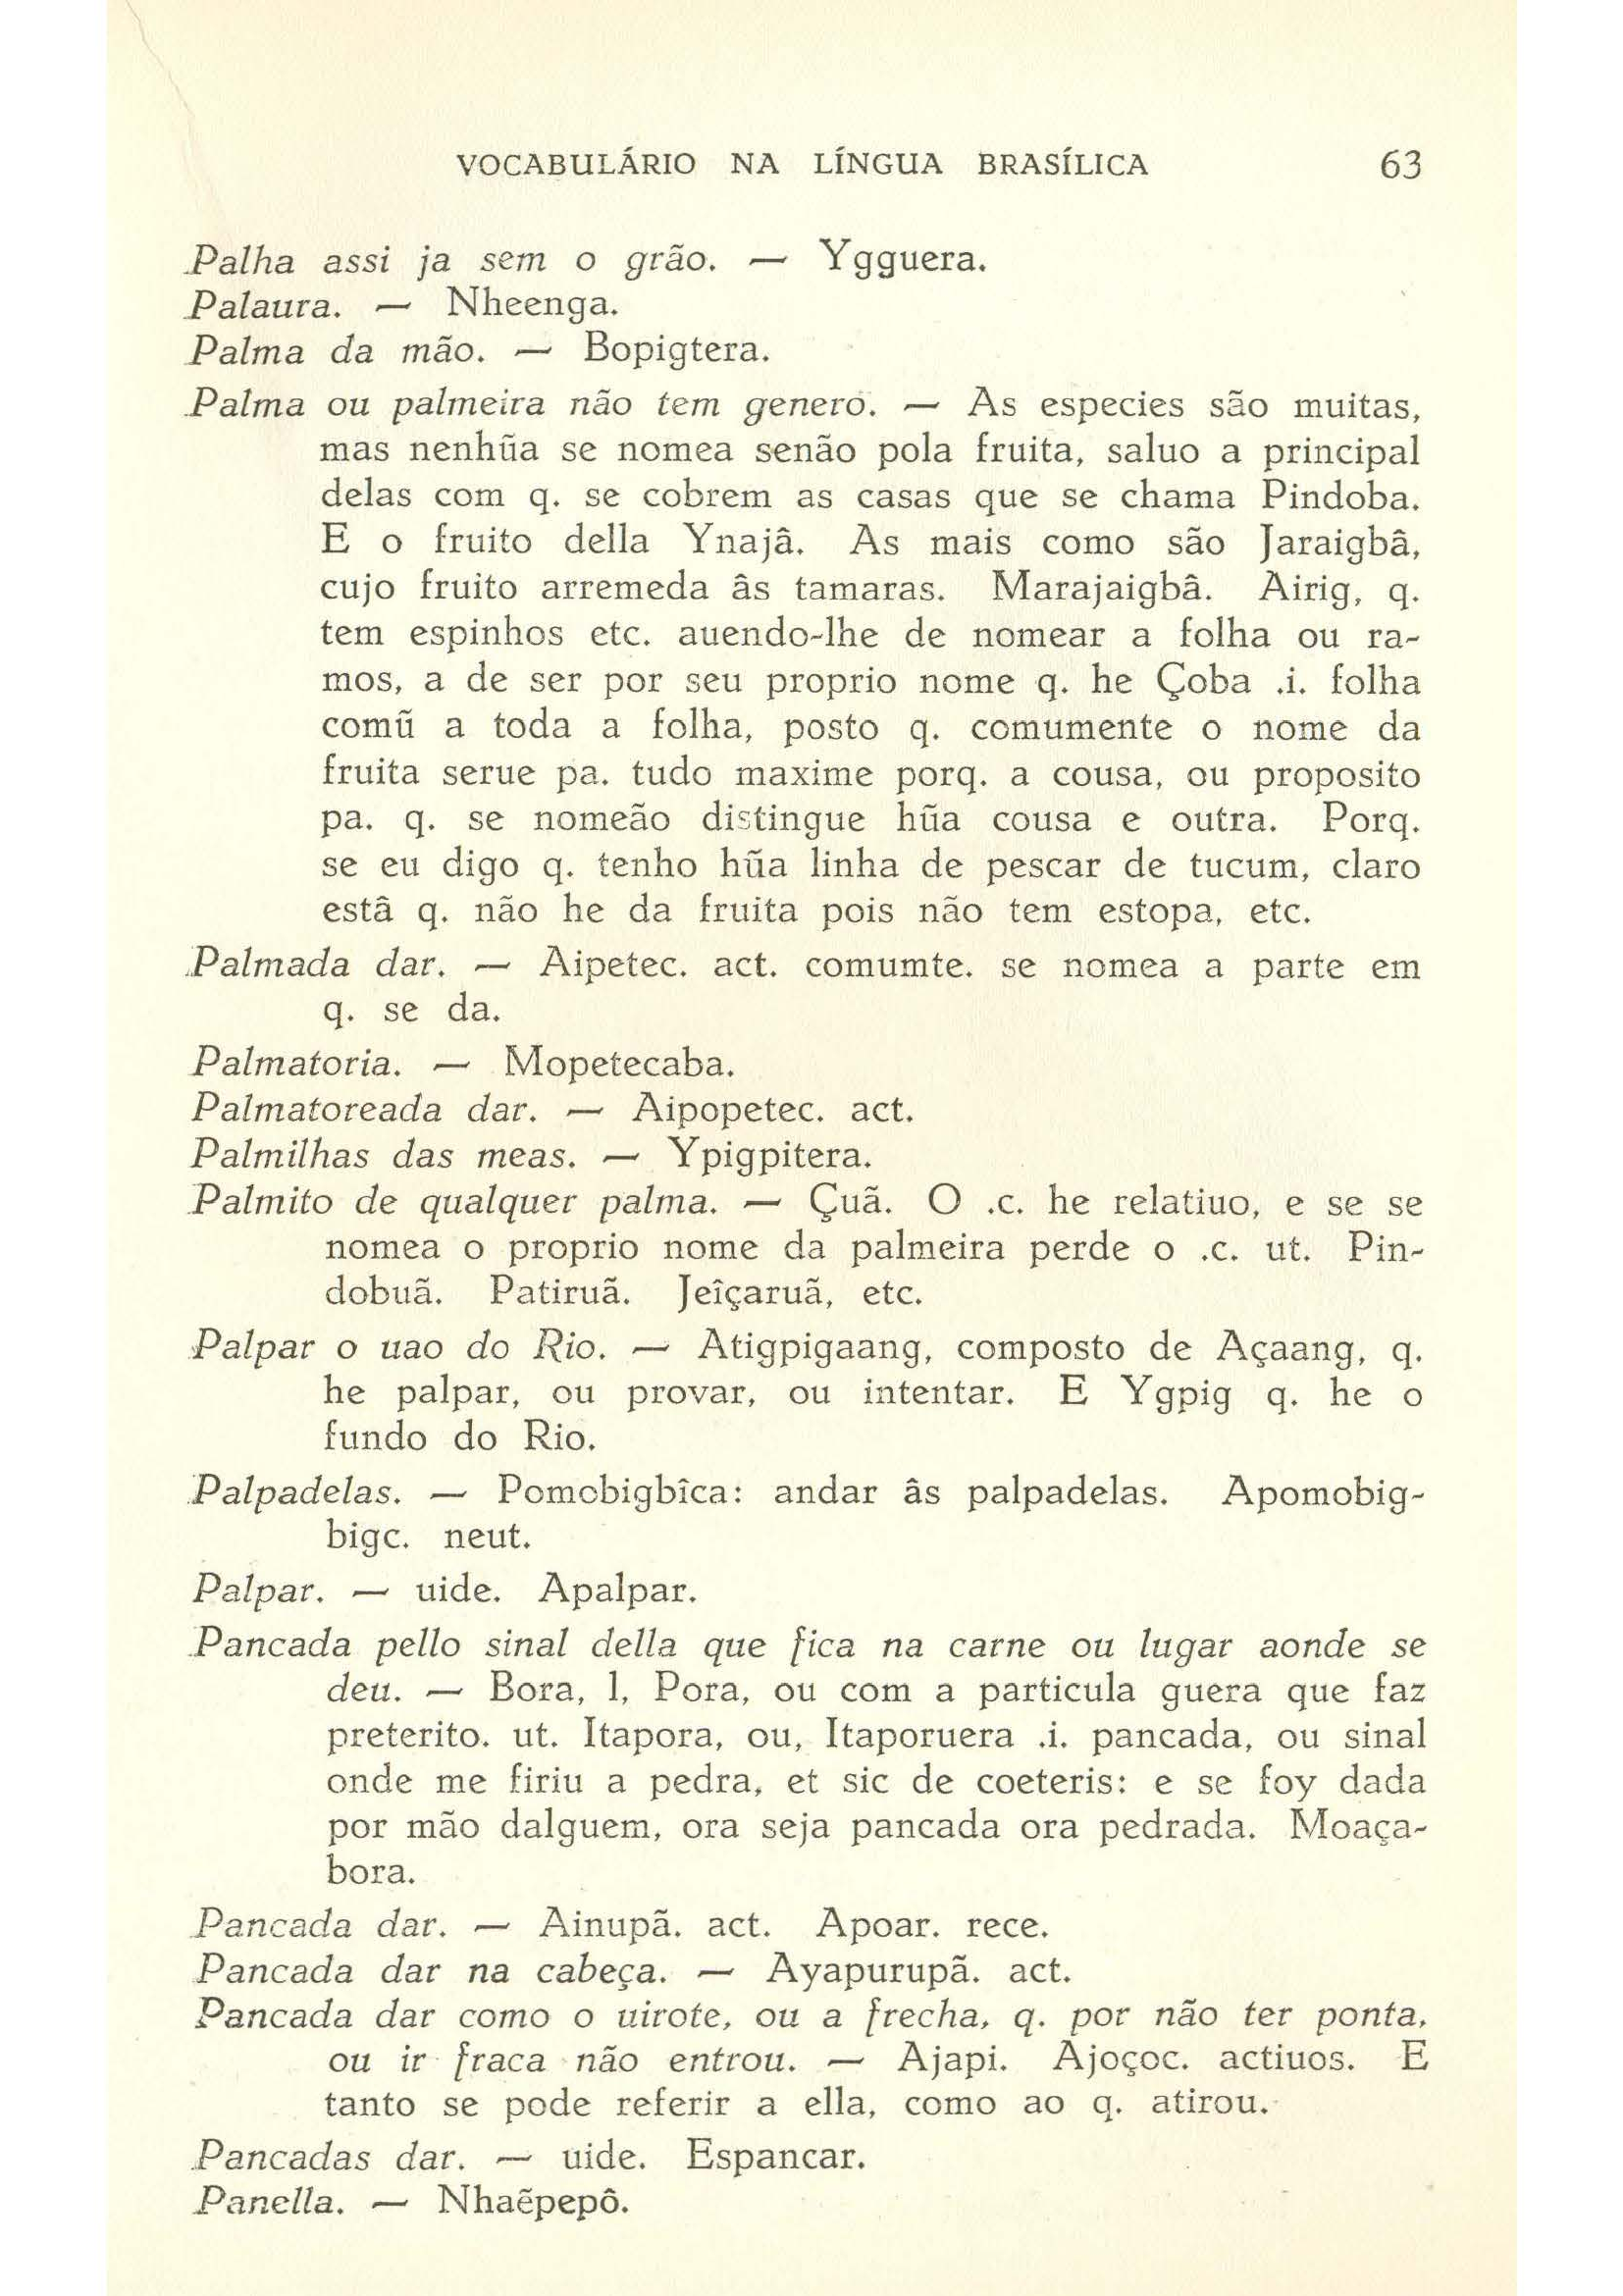 VOCABULÁRIO NA LÍNGUA BRASÍLICA 63
Palha assi ja sem o grão. — Ygguera.
Palaura. — Nheenga.
Palma da mão. — Bopigtera.
Palma ou palmeira não tem genero. — As especies são muitas,
mas nenhũa se nomea senão pola fruita, saluo a principal
delas com q. se cobrem as casas que se chama Pindoba.
E o fruito della Ynajâ. As mais como são Jaraigbâ,
cujo fruito arremeda âs tamaras. Marajaigbâ. Airig, q.
tem espinhos etc. auendo-lhe de nomear a folha ou ra-
mos, a de ser por seu proprio nome q. he Çoba .i. folha
comũ a toda a folha, posto q. comumente o nome da
fruita serue pa. tudo maxime porq. a cousa, ou proposito
pa. q. se nomeão distingue hũa cousa e outra. Porq.
se eu digo q. tenho hũa linha de pescar de tucum, claro
estâ q. não he da fruita pois não tem estopa, etc.
Palmada dar. — Aipetec. act. comumte. se nomea a parte em
q. se da.
Palmatoria. — Mopetecaba.
Palmatoreada dar. — Aipopetec. act.
Palmilhas das meas. — Ypigpitera.
Palmito de qualquer palma. — Çuã. O .c. he relatiuo, e se se
nomea o proprio nome da palmeira perde o .c. ut. Pin-
dobuã. Patiruã. Jeîçaruã, etc.
Palpar o uao do Rio. — Atigpigaang, composto de Açaang, q.
he palpar, ou provar, ou intentar. E Ygpig q. he o
fundo do Rio.
Palpadelas. — Pomobigbîca: andar âs palpadelas. Apomobig-
bigc. neut.
Palpar. — uide. Apalpar.
Pancada pello sinal della que fica na carne ou lugar aonde se
deu. — Bora, l, Pora, ou com a particula guera que faz
preterito. ut. Itapora, ou, Itaporuera .i. pancada, ou sinal
onde me firiu a pedra, et sic de coeteris: e se foy dada
por mão dalguem, ora seja pancada ora pedrada. Moaça-
bora.
Pancada dar. — Ainupã. act. Apoar. rece.
Pancada dar na cabeça. — Ayapurupã. act.
Pancada dar como o uirote, ou a frecha, q. por não ter ponta,
ou ir fraca não entrou. — Ajapi. Ajoçoc. actiuos. E
tanto se pode referir a ella, como ao q. atirou.
Pancadas dar. — uide. Espancar.
Panella. — Nhaẽpepô.